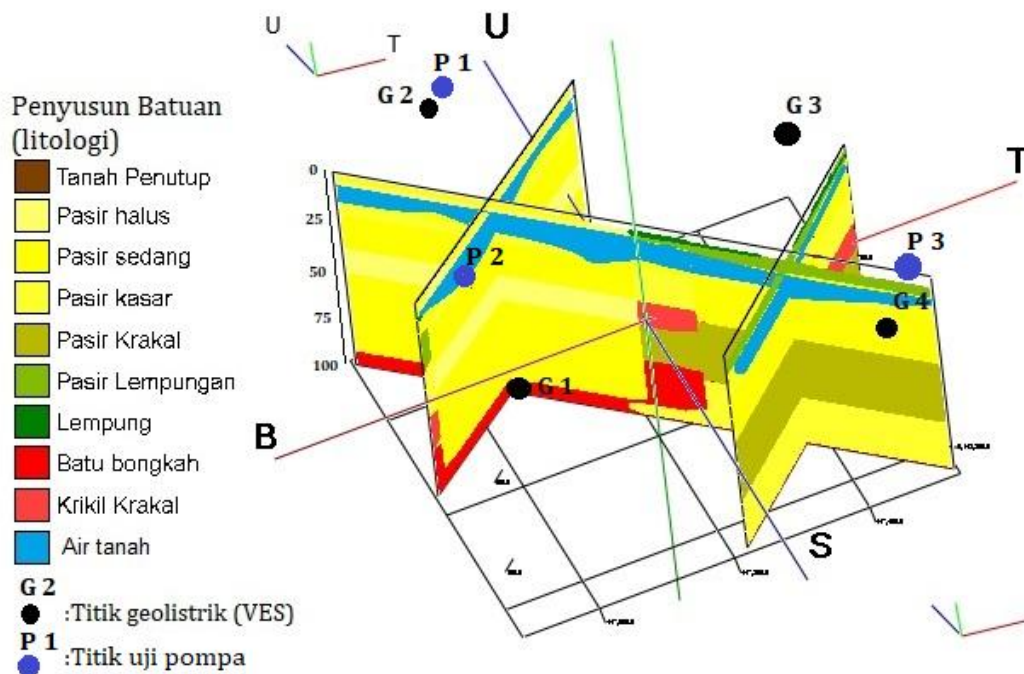 U
T
U
P 1
G 2
G 3
T
Penyusun Batuan
(litologi)
Tanah Penutup
Pasir halus
Pasir sedang
Pasir kasar
Pasir Krakal
Pasir Lempungan
Lempung
Batu bongkah
Krikil Krakal
Air tanah
G 2
:Titik geolistrik (VES)
P 1
:Titik uji pompa
0
25
50
75
100
P 2
P 3
G 4
G 1
B
S